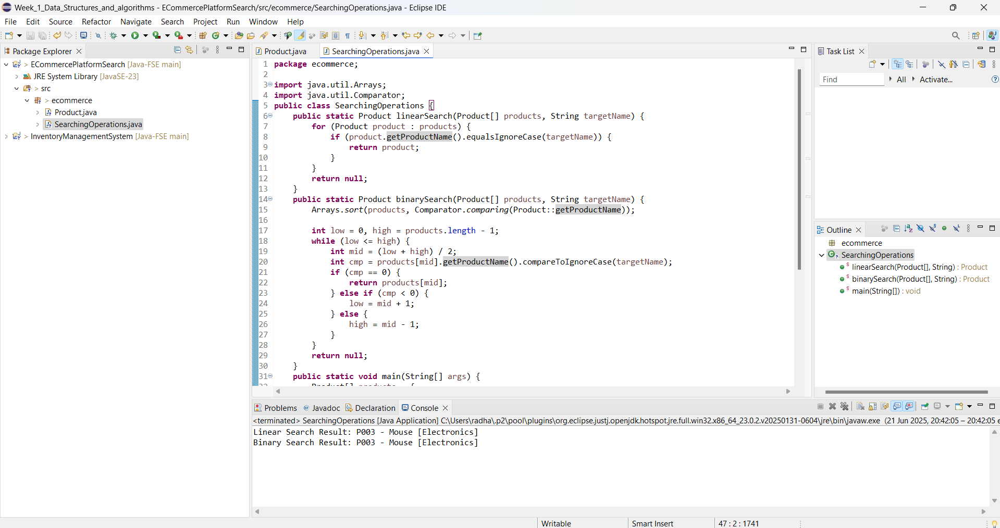 Week_1_Data_Structures_and_algorithms - ECommercePlatformSearch/src/ecommerce/SearchingOperations.java - Eclipse IDE
File Edit Source Refactor Navigate Search Project Run Window Help
Package Explorer
> ECommercePlatformSearch [Java-FSE main]
JRE System Library [JavaSE-23]
> src
> ecommerce
Product.java
SearchingOperations.java
> InventoryManagementSystem [Java-FSE main]
Product.java SearchingOperations.java
1 package ecommerce;
2
3 import java.util.Arrays;
4 import java.util.Comparator;
5 public class SearchingOperations {
6 public static Product linearSearch(Product[] products, String targetName) {
7 for (Product product : products) {
8 if (product.getProductName().equalsIgnoreCase(targetName)) {
9 return product;
10 }
11 }
12 return null;
13 }
14 public static Product binarySearch(Product[] products, String targetName) {
15 Arrays.sort(products, Comparator.comparing(Product::getProductName));
16
17 int low = 0, high = products.length - 1;
18 while (low <= high) {
19 int mid = (low + high) / 2;
20 int cmp = products[mid].getProductName().compareToIgnoreCase(targetName);
21 if (cmp == 0) {
22 return products[mid];
23 } else if (cmp < 0) {
24 low = mid + 1;
25 } else {
26 high = mid - 1;
27 }
28 }
29 return null;
30 }
31 public static void main(String[] args) {
Task List
Find All Activate...
Outline
ecommerce
SearchingOperations
linearSearch(Product[], String) : Product
binarySearch(Product[], String) : Product
main(String[]) : void
Problems Javadoc Declaration Console
<terminated> SearchingOperations [Java Application] C:\Users\radha\.p2\pool\plugins\org.eclipse.justj.openjdk.hotspot.jre.full.win32.x86_64_23.0.2.v20250131-0604\jre\bin\javaw.exe (21 Jun 2025, 20:42:05 – 20:42:05 e
Linear Search Result: P003 - Mouse [Electronics]
Binary Search Result: P003 - Mouse [Electronics]
Writable Smart Insert 47 : 2 : 1741